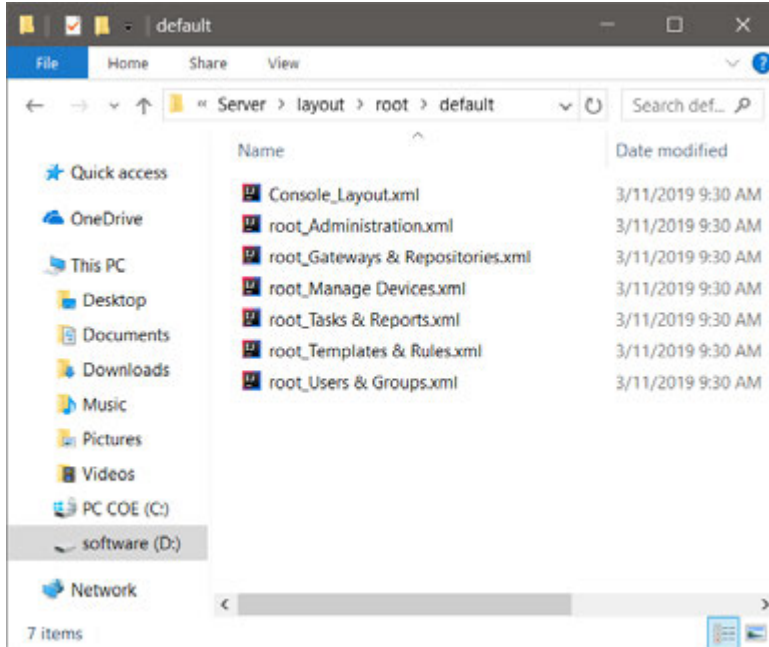 default
File Home Share View
« Server > layout > root > default Search def...
Name Date modified
Quick access
OneDrive
This PC
Desktop
Documents
Downloads
Music
Pictures
Videos
PC COE (C:)
software (D:)
Network
Console_Layout.xml 3/11/2019 9:30 AM
root_Administration.xml 3/11/2019 9:30 AM
root_Gateways & Repositories.xml 3/11/2019 9:30 AM
root_Manage Devices.xml 3/11/2019 9:30 AM
root_Tasks & Reports.xml 3/11/2019 9:30 AM
root_Templates & Rules.xml 3/11/2019 9:30 AM
root_Users & Groups.xml 3/11/2019 9:30 AM
7 items